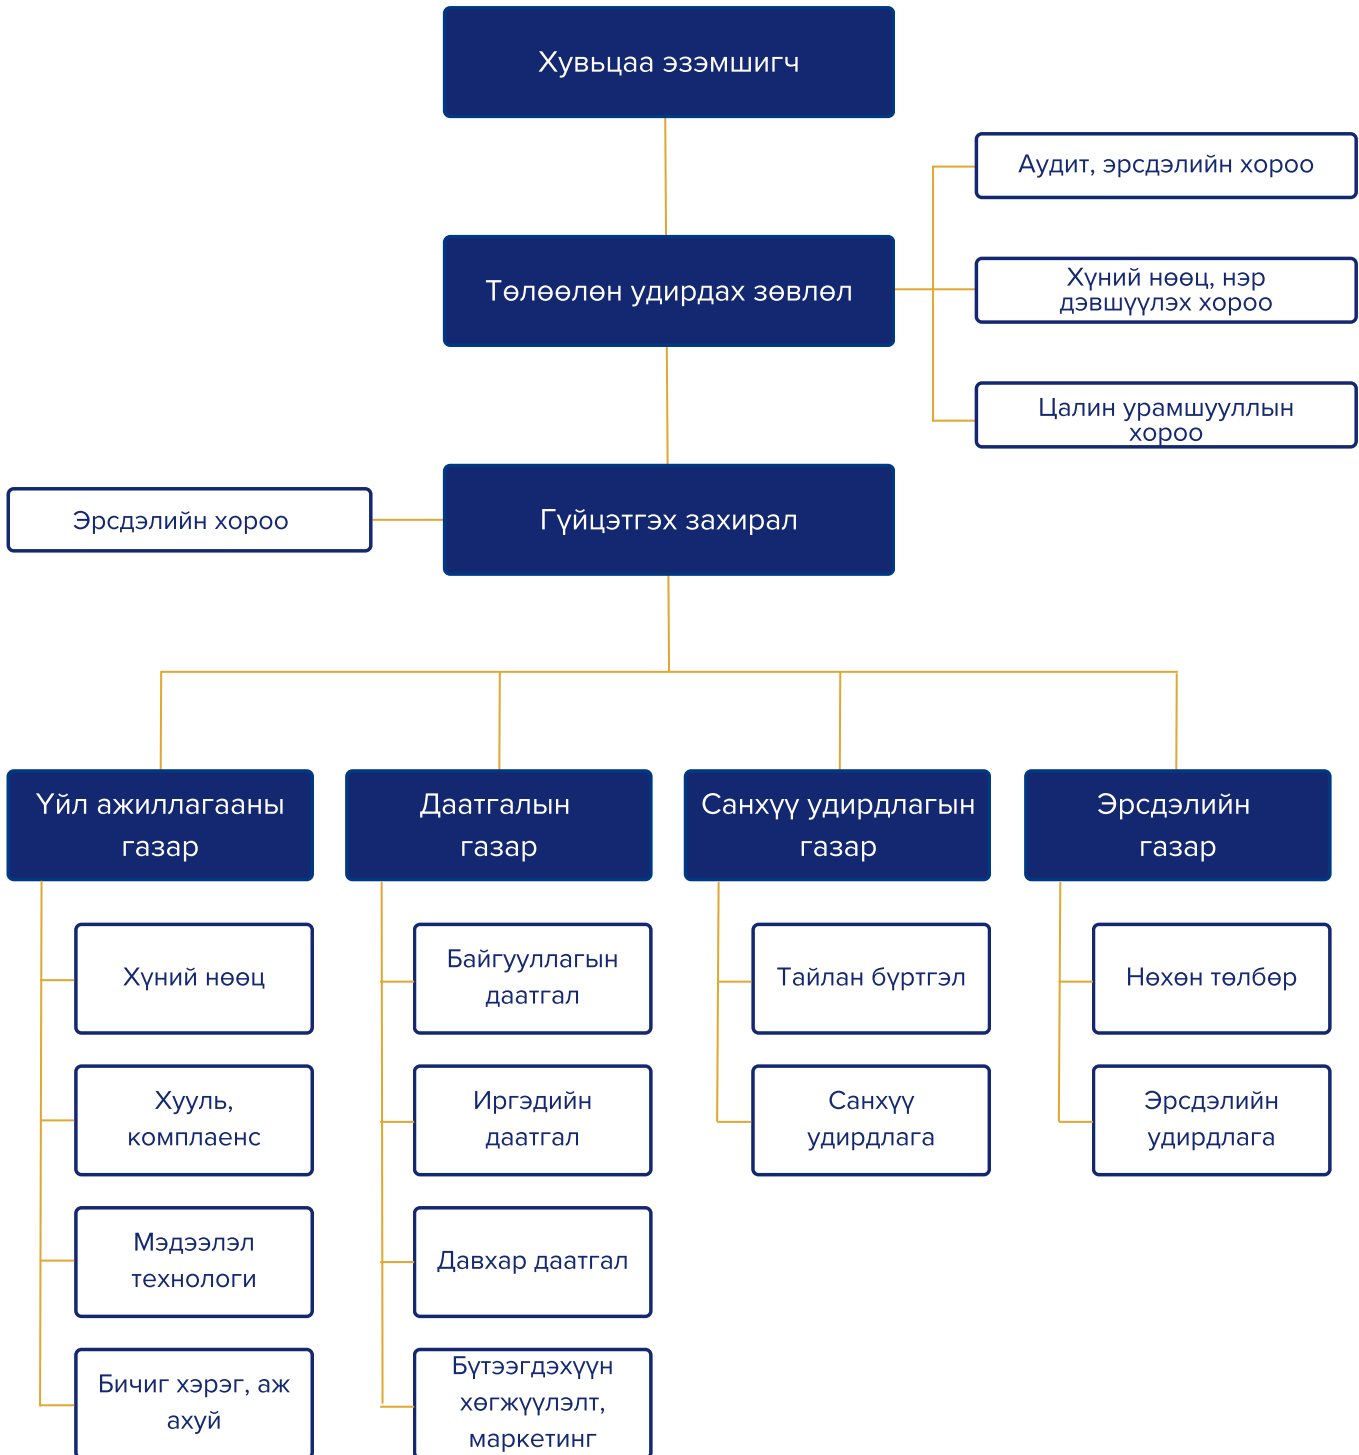 Хувьцаа эзэмшигч
Аудит, эрсдэлийн хороо
Төлөөлөн удирдах зөвлөл
Хүний нөөц, нэр
дэвшүүлэх хороо
Цалин урамшууллын
хороо
Эрсдэлийн хороо
Гүйцэтгэх захирал
Үйл ажиллагааны
газар
Хүний нөөц
Хууль,
комплаенс
Мэдээлэл
технологи
Бичиг хэрэг, аж
ахуй
Даатгалын
газар
Байгууллагын
даатгал
Иргэдийн
даатгал
Давхар даатгал
Бүтээгдэхүүн
хөгжүүлэлт,
маркетинг
Санхүү удирдлагын
газар
Тайлан бүртгэл
Санхүү
удирдлага
Эрсдэлийн
газар
Нөхөн төлбөр
Эрсдэлийн
удирдлага